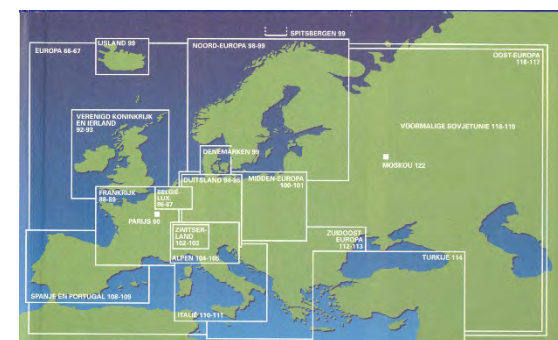 IJSLAND 99
EUROPA 66-67
NOORD-EUROPA 98-99
SPITSBERGEN 99
OOST-EUROPA
116-117
VERENIGD KONINKRIJK
EN IERLAND
92-93
VOORMALIGE SOVJETUNIE 118-119
DENEMARKEN 99
MOSKOU 122
DUITSLAND 94-95
MIDDEN-EUROPA
100-101
FRANKRIJK
88-89
BELGIË
LUX.
86-87
PARIJS 90
ZWITSER-
LAND
102-103
ZUIDOOST-
EUROPA
112-113
ALPEN 104-105
TURKIJE 114
SPANJE EN PORTUGAL 108-109
ITALIË 110-111